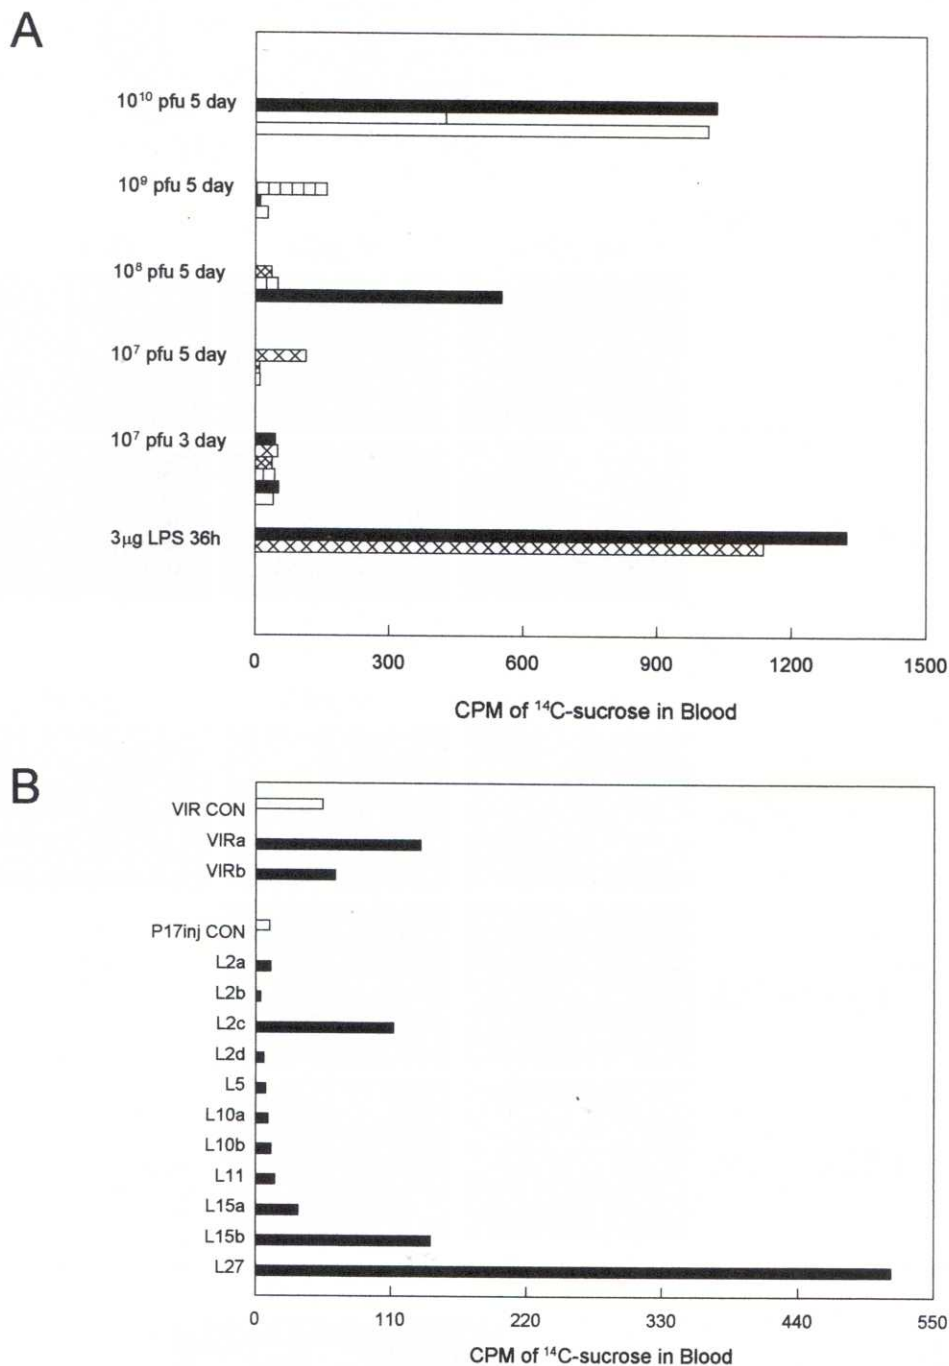 A
10¹⁰ pfu 5 day
10⁹ pfu 5 day
10⁸ pfu 5 day
10⁷ pfu 5 day
10⁷ pfu 3 day
3μg LPS 36h
0 300 600 900 1200 1500
CPM of ¹⁴C-sucrose in Blood
B
VIR CON
VIRa
VIRb
P17inj CON
L2a
L2b
L2c
L2d
L5
L10a
L10b
L11
L15a
L15b
L27
0 110 220 330 440 550
CPM of ¹⁴C-sucrose in Blood